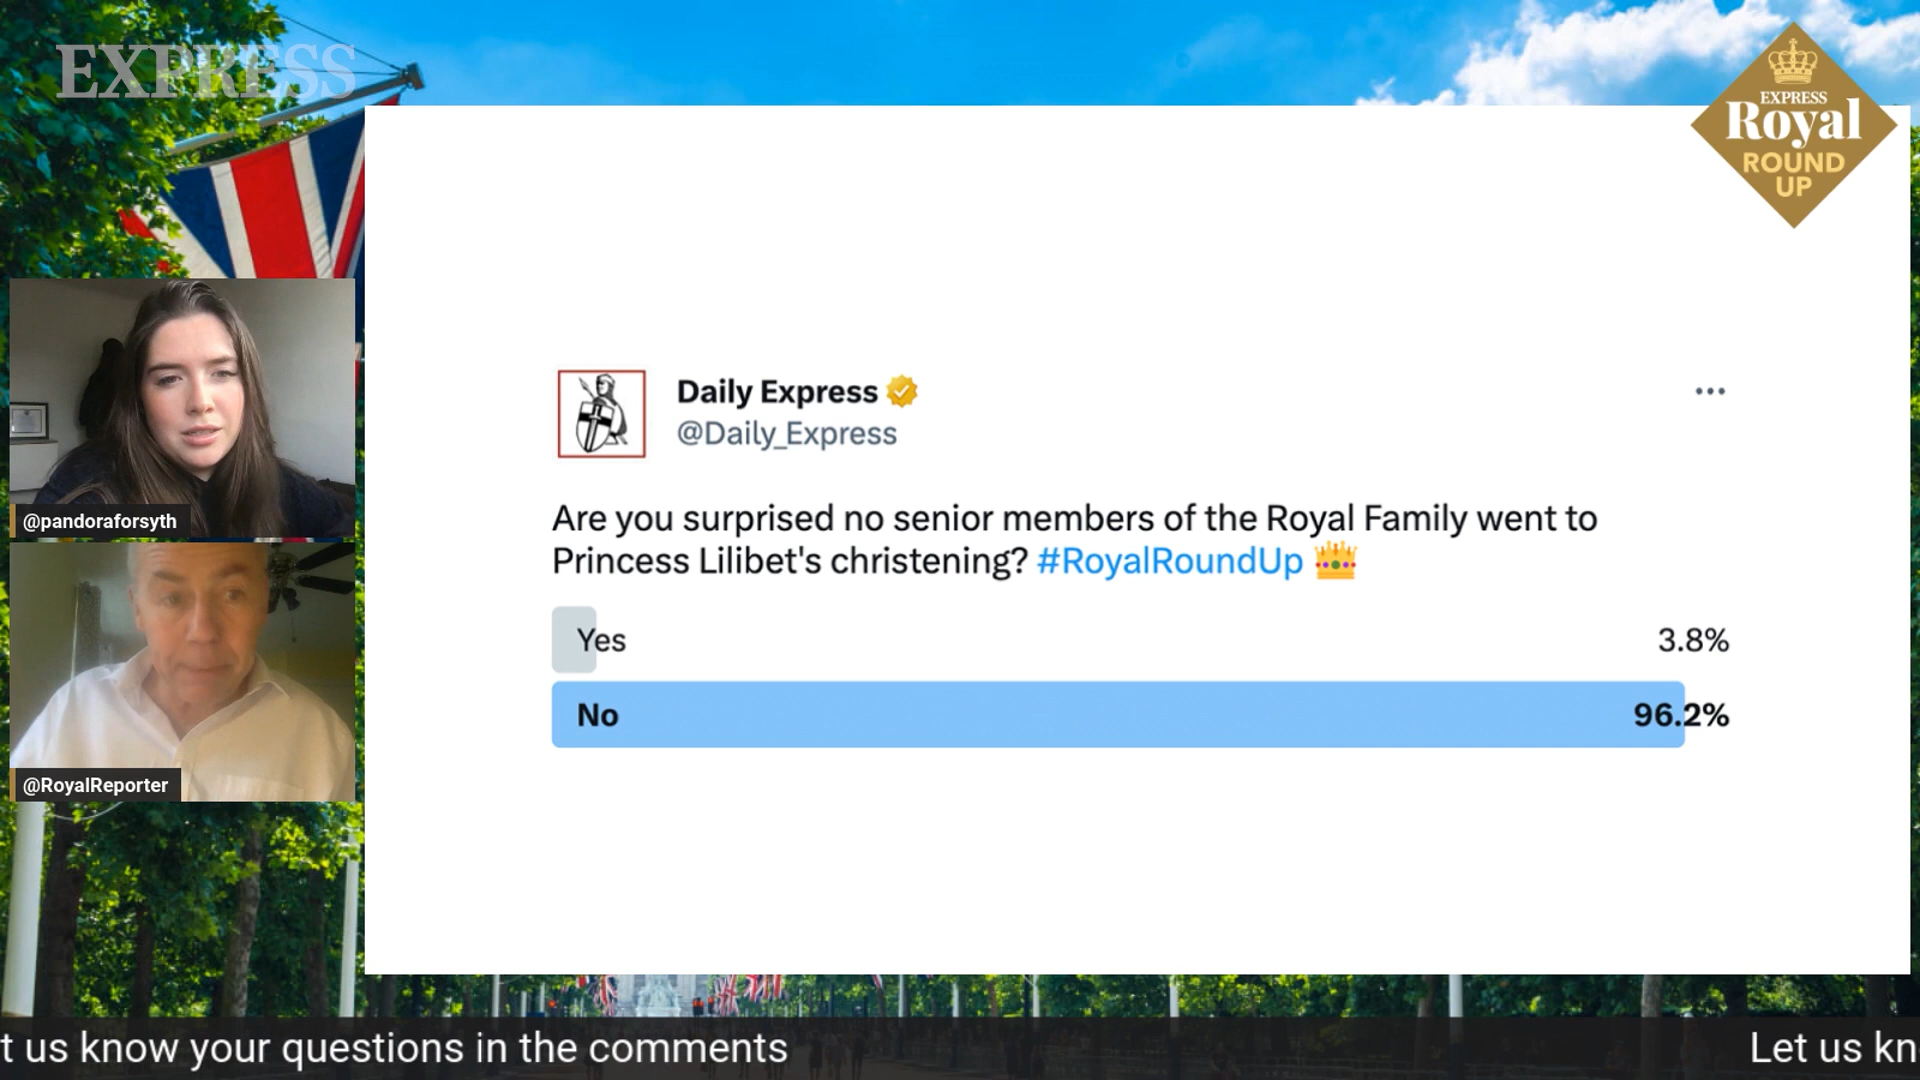 EXPRESS
EXPRESS
Royal
ROUND
UP
Daily Express
@Daily_Express
Are you surprised no senior members of the Royal Family went to
Princess Lilibet's christening? #RoyalRoundUp
Yes 3.8%
No 96.2%
@pandoraforsyth
@RoyalReporter
t us know your questions in the comments
Let us kn